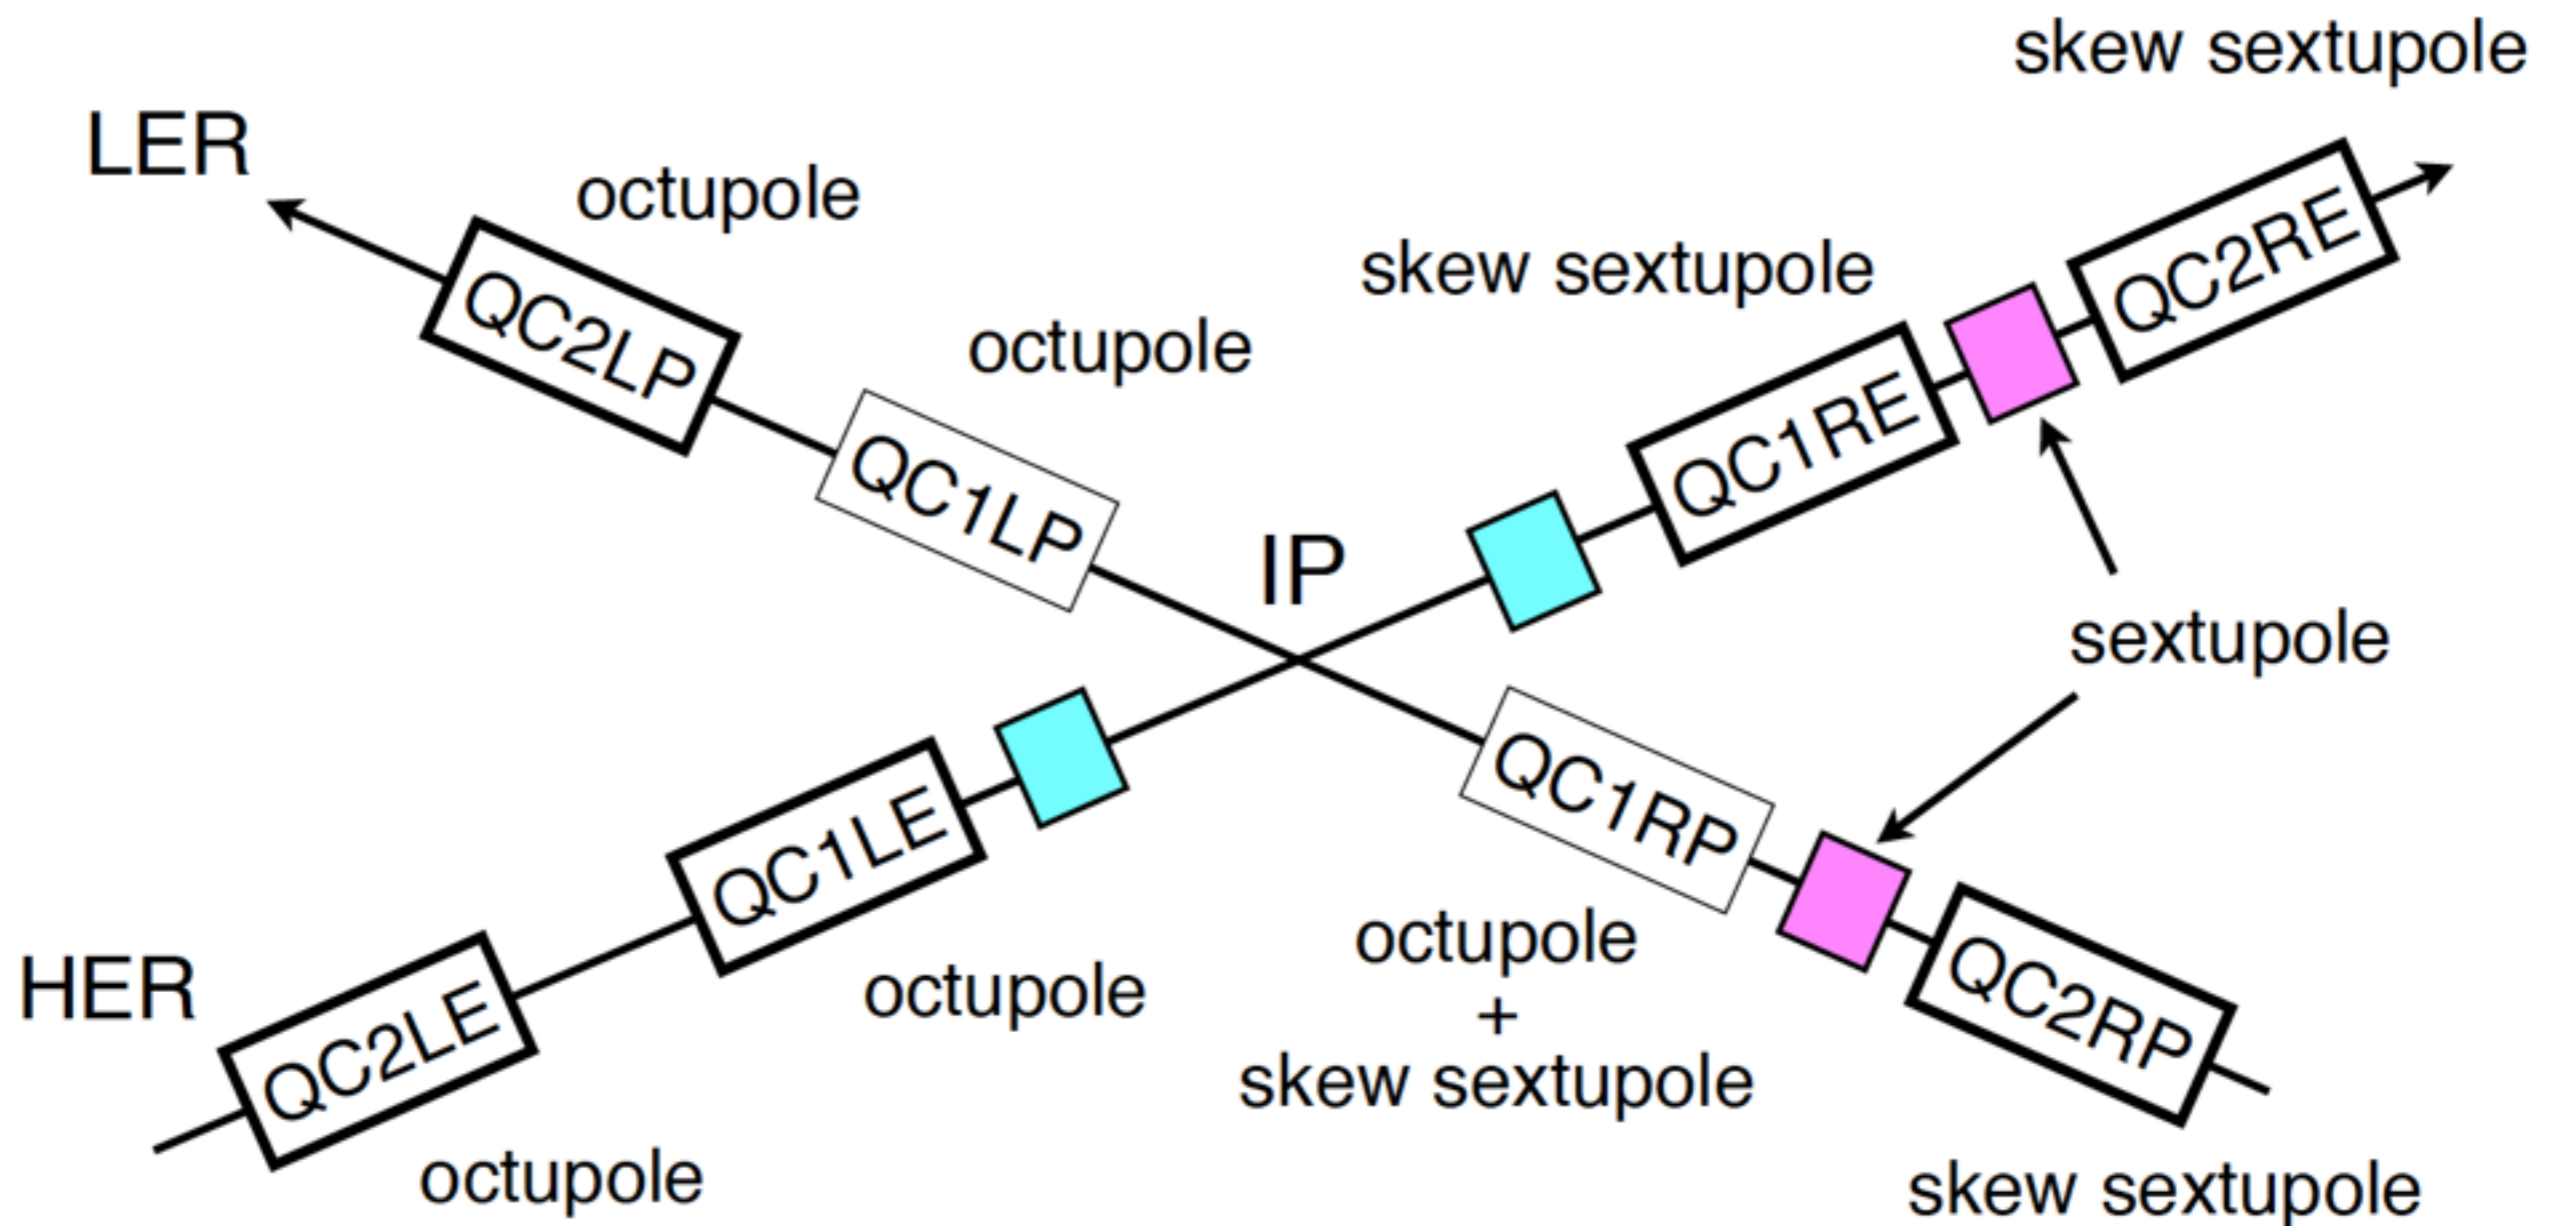 skew sextupole
LER
octupole
QC2RE
skew sextupole
QC2LP
octupole
QC1RE
QC1LP
IP
sextupole
QC1RP
QC1LE
HER
octupole
+
skew sextupole
octupole
QC2LE
QC2RP
octupole
skew sextupole